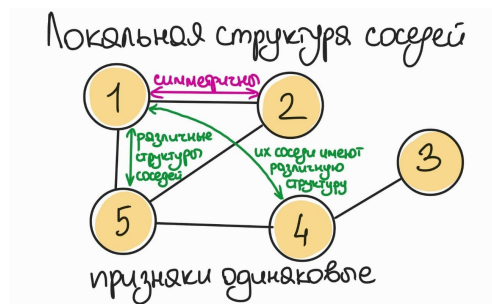 Локальная структура соседей
симметричны
1
2
различные
структуры
соседей
их соседи имеют
различную
структуру
3
5
4
признаки одинаковые